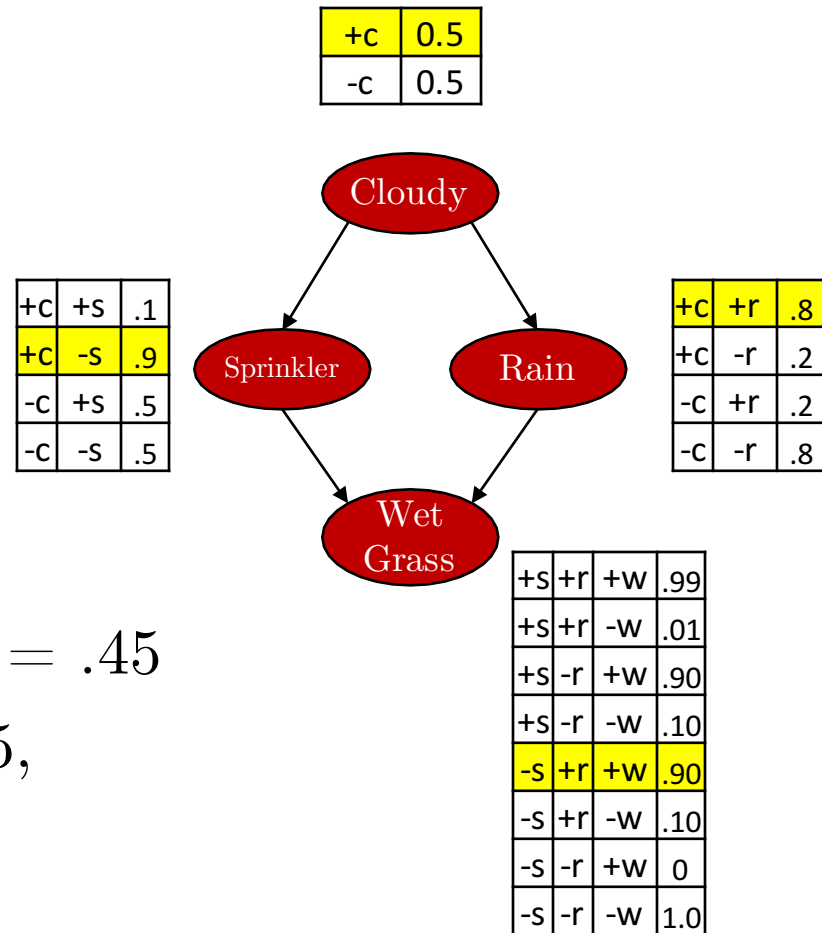 +c 0.5
-c 0.5
Cloudy
+c +s .1
+c -s .9
-c +s .5
-c -s .5
Sprinkler
Rain
+c +r .8
+c -r .2
-c +r .2
-c -r .8
Wet
Grass
+s +r +w .99
+s +r -w .01
+s -r +w .90
+s -r -w .10
-s +r +w .90
-s +r -w .10
-s -r +w 0
-s -r -w 1.0
= .45
5,